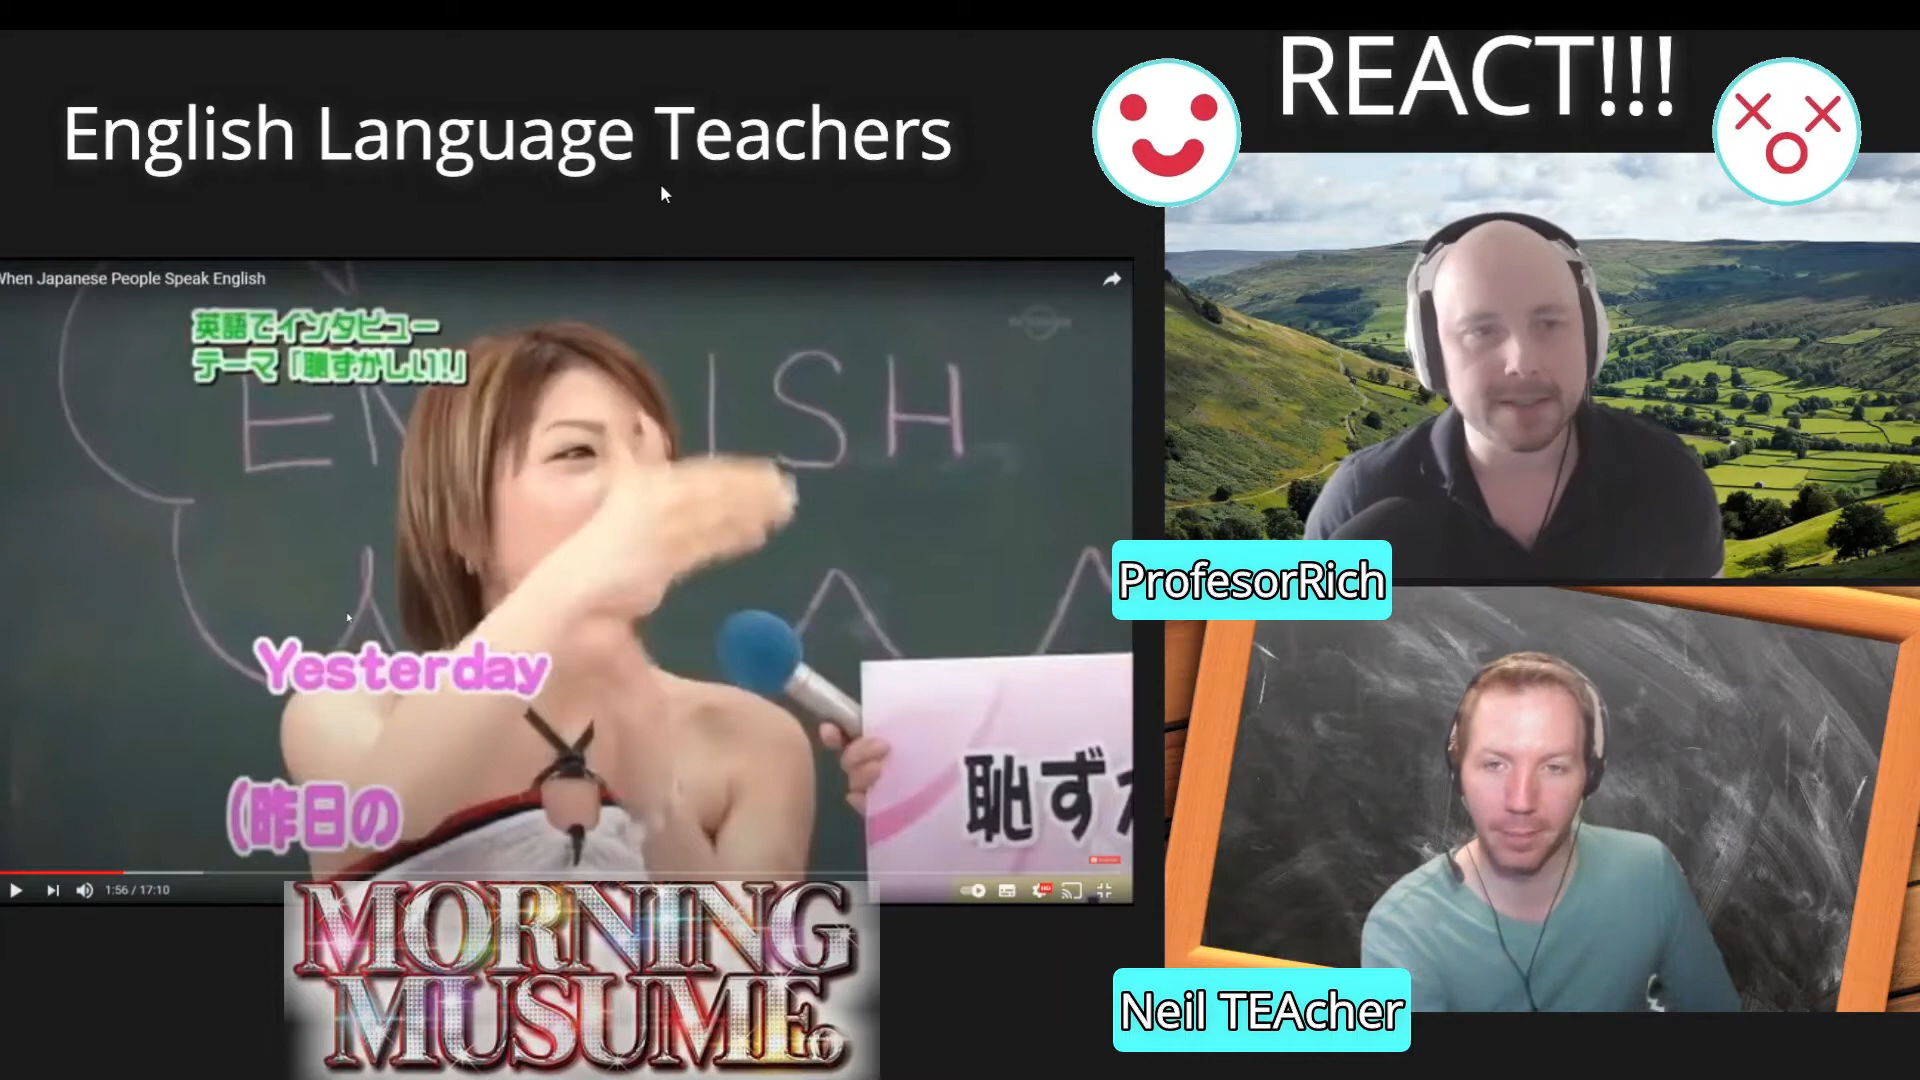 REACT!!!
English Language Teachers
When Japanese People Speak English
英語でインタビュー
テーマ「恥ずかしい!」
ISH
Yesterday
(昨日の
恥ず
1:56 / 17:10
HD
MORNING
MUSUME。
ProfesorRich
Neil TEAcher